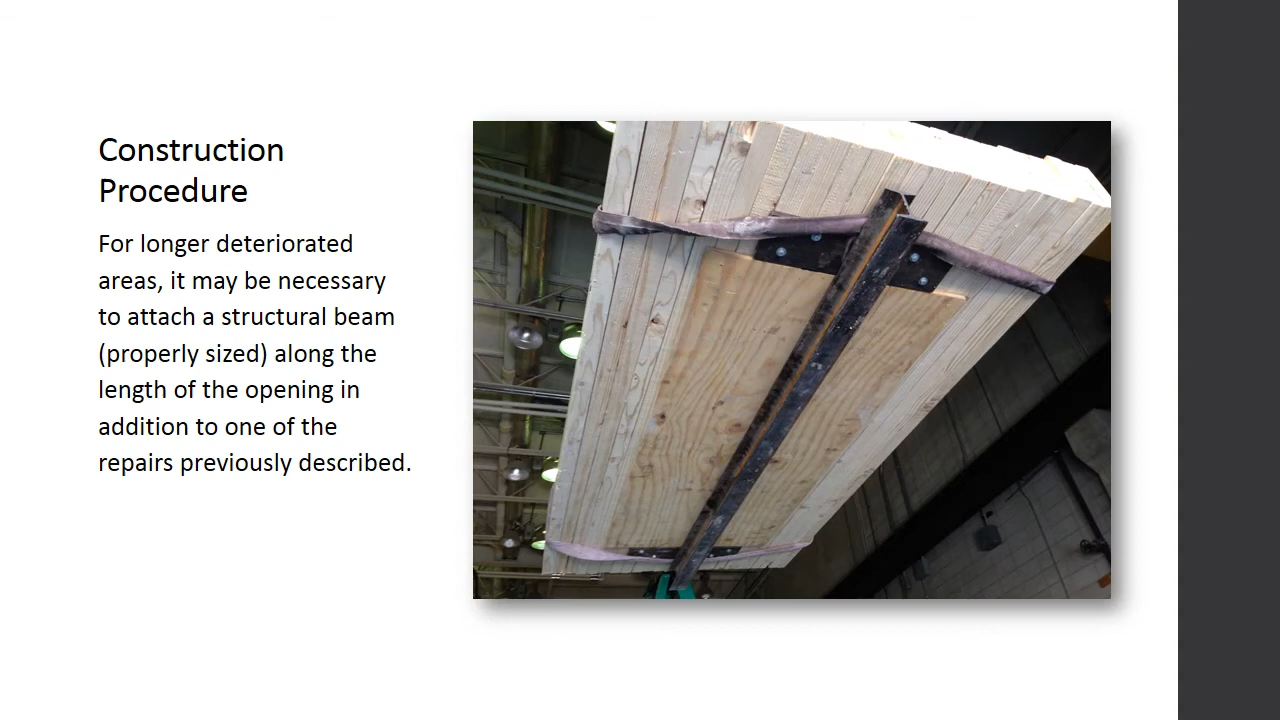 Construction
Procedure
For longer deteriorated
areas, it may be necessary
to attach a structural beam
(properly sized) along the
length of the opening in
addition to one of the
repairs previously described.